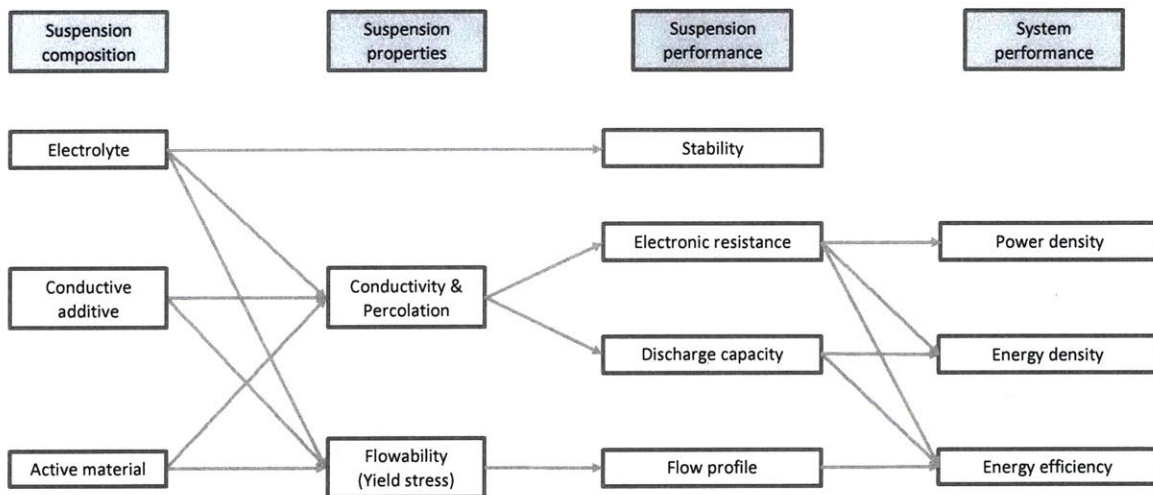 Suspension
composition
Suspension
properties
Suspension
performance
System
performance
Electrolyte
Stability
Electronic resistance
Power density
Conductive
additive
Conductivity &
Percolation
Discharge capacity
Energy density
Active material
Flowability
(Yield stress)
Flow profile
Energy efficiency